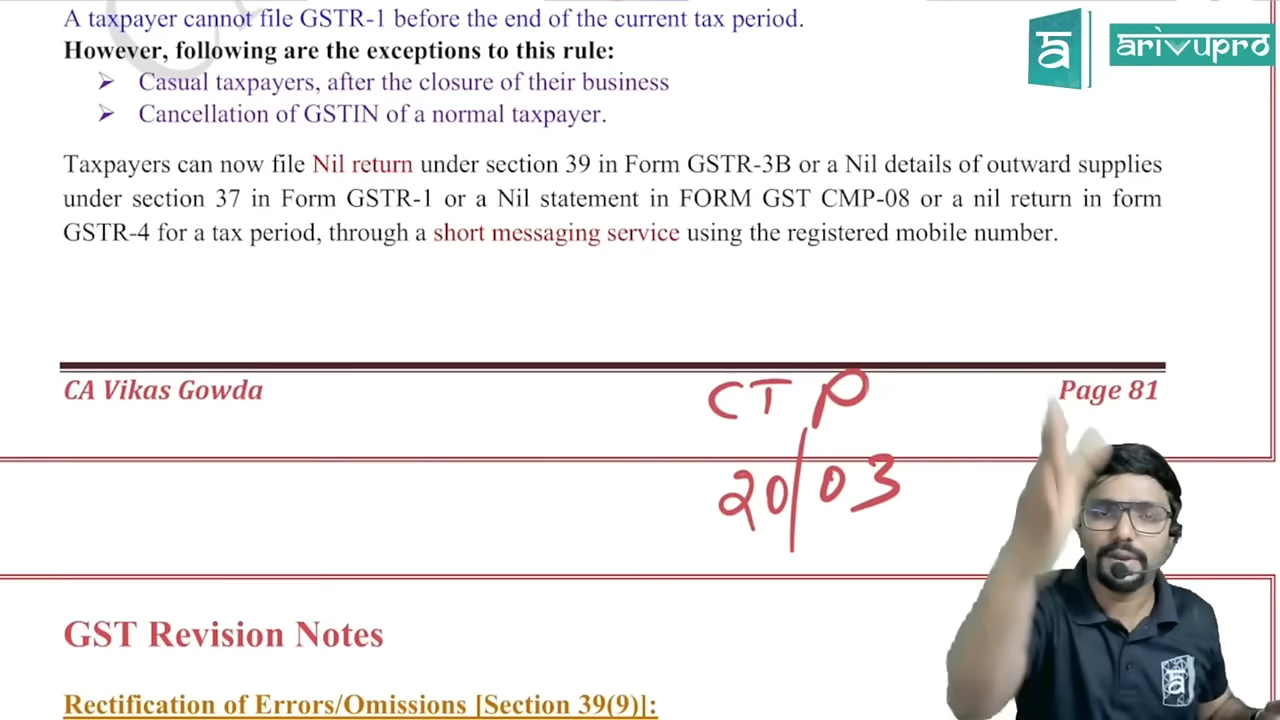 A taxpayer cannot file GSTR-1 before the end of the current tax period.
However, following are the exceptions to this rule:
➢ Casual taxpayers, after the closure of their business
➢ Cancellation of GSTIN of a normal taxpayer.
Taxpayers can now file Nil return under section 39 in Form GSTR-3B or a Nil details of outward supplies
under section 37 in Form GSTR-1 or a Nil statement in FORM GST CMP-08 or a nil return in form
GSTR-4 for a tax period, through a short messaging service using the registered mobile number.
arivupro
CA Vikas Gowda
Page 81
CTP
20/03
GST Revision Notes
Rectification of Errors/Omissions [Section 39(9)]: